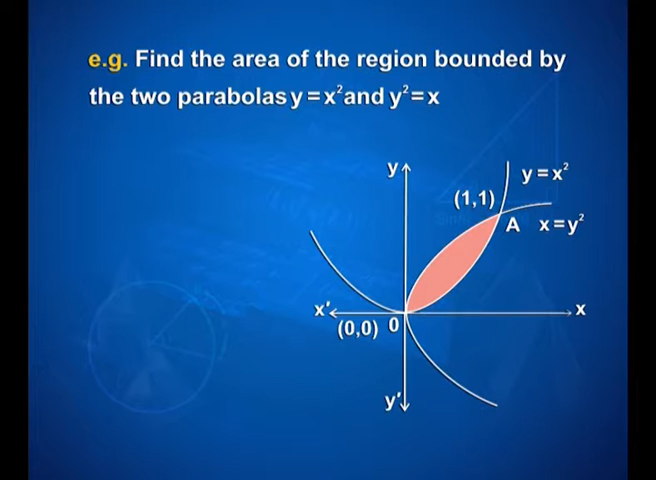 e.g. Find the area of the region bounded by
the two parabolas y = x² and y² = x
y
y = x²
(1,1)
A x = y²
x'
x
(0,0) 0
y'